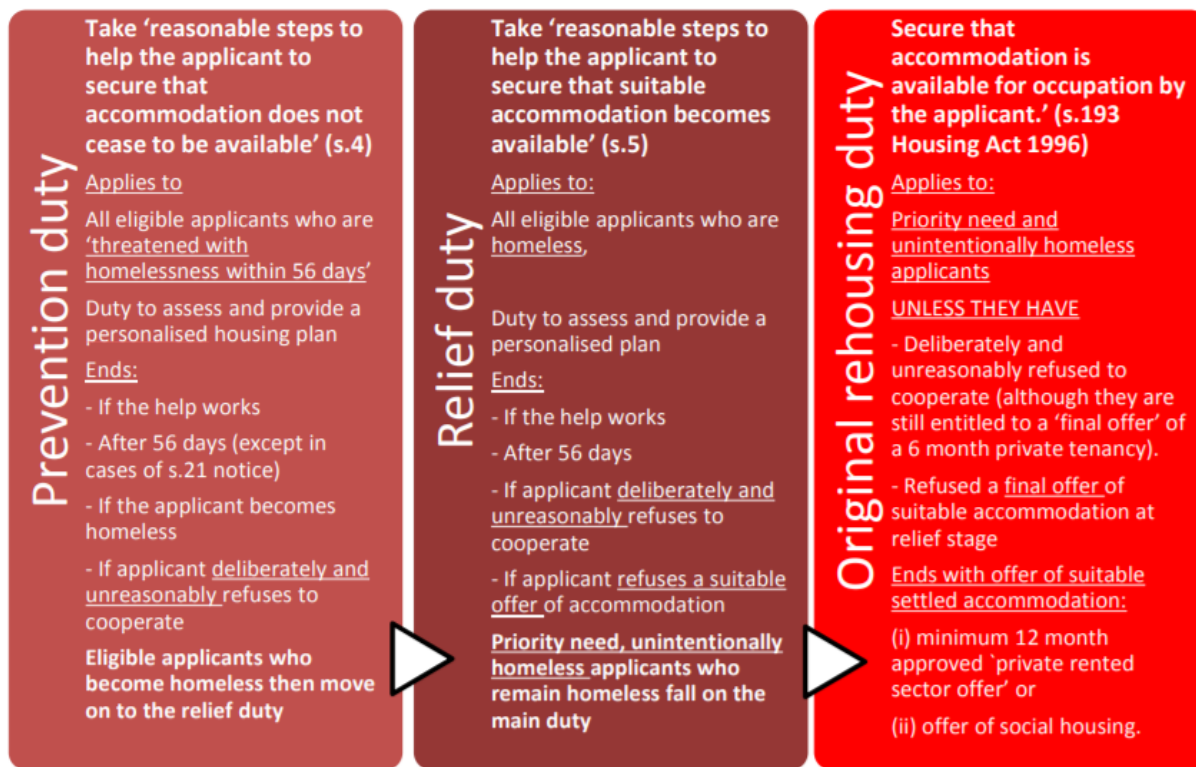 Prevention duty
Take ‘reasonable steps to
help the applicant to
secure that
accommodation does not
cease to be available’ (s.4)
Applies to
All eligible applicants who are
‘threatened with
homelessness within 56 days’
Duty to assess and provide a
personalised housing plan
Ends:
- If the help works
- After 56 days (except in
cases of s.21 notice)
- If the applicant becomes
homeless
- If applicant deliberately and
unreasonably refuses to
cooperate
Eligible applicants who
become homeless then move
on to the relief duty
Relief duty
Take ‘reasonable steps to
help the applicant to
secure that suitable
accommodation becomes
available’ (s.5)
Applies to:
All eligible applicants who are
homeless,
Duty to assess and provide a
personalised plan
Ends:
- If the help works
- After 56 days
- If applicant deliberately and
unreasonably refuses to
cooperate
- If applicant refuses a suitable
offer of accommodation
Priority need, unintentionally
homeless applicants who
remain homeless fall on the
main duty
Original rehousing duty
Secure that
accommodation is
available for occupation by
the applicant.’ (s.193
Housing Act 1996)
Applies to:
Priority need and
unintentionally homeless
applicants
UNLESS THEY HAVE
- Deliberately and
unreasonably refused to
cooperate (although they are
still entitled to a ‘final offer’ of
a 6 month private tenancy).
- Refused a final offer of
suitable accommodation at
relief stage
Ends with offer of suitable
settled accommodation:
(i) minimum 12 month
approved `private rented
sector offer’ or
(ii) offer of social housing.